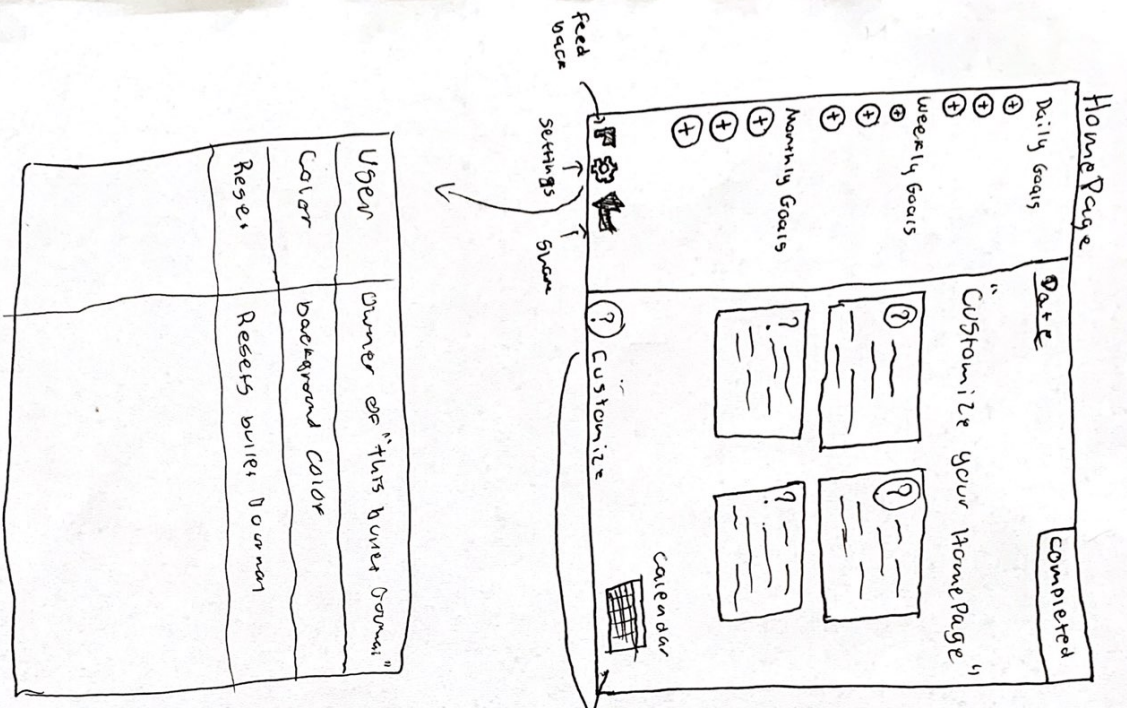 HomePage
Daily Goals
Weekly Goals
Monthly Goals
Date
completed
"Customize your HomePage"
?
?
?
?
? Customize
Calendar
feed
back
settings
Share
User
Owner of "this bullet Journal"
Color
background color
Reset
Resets bullet Journal